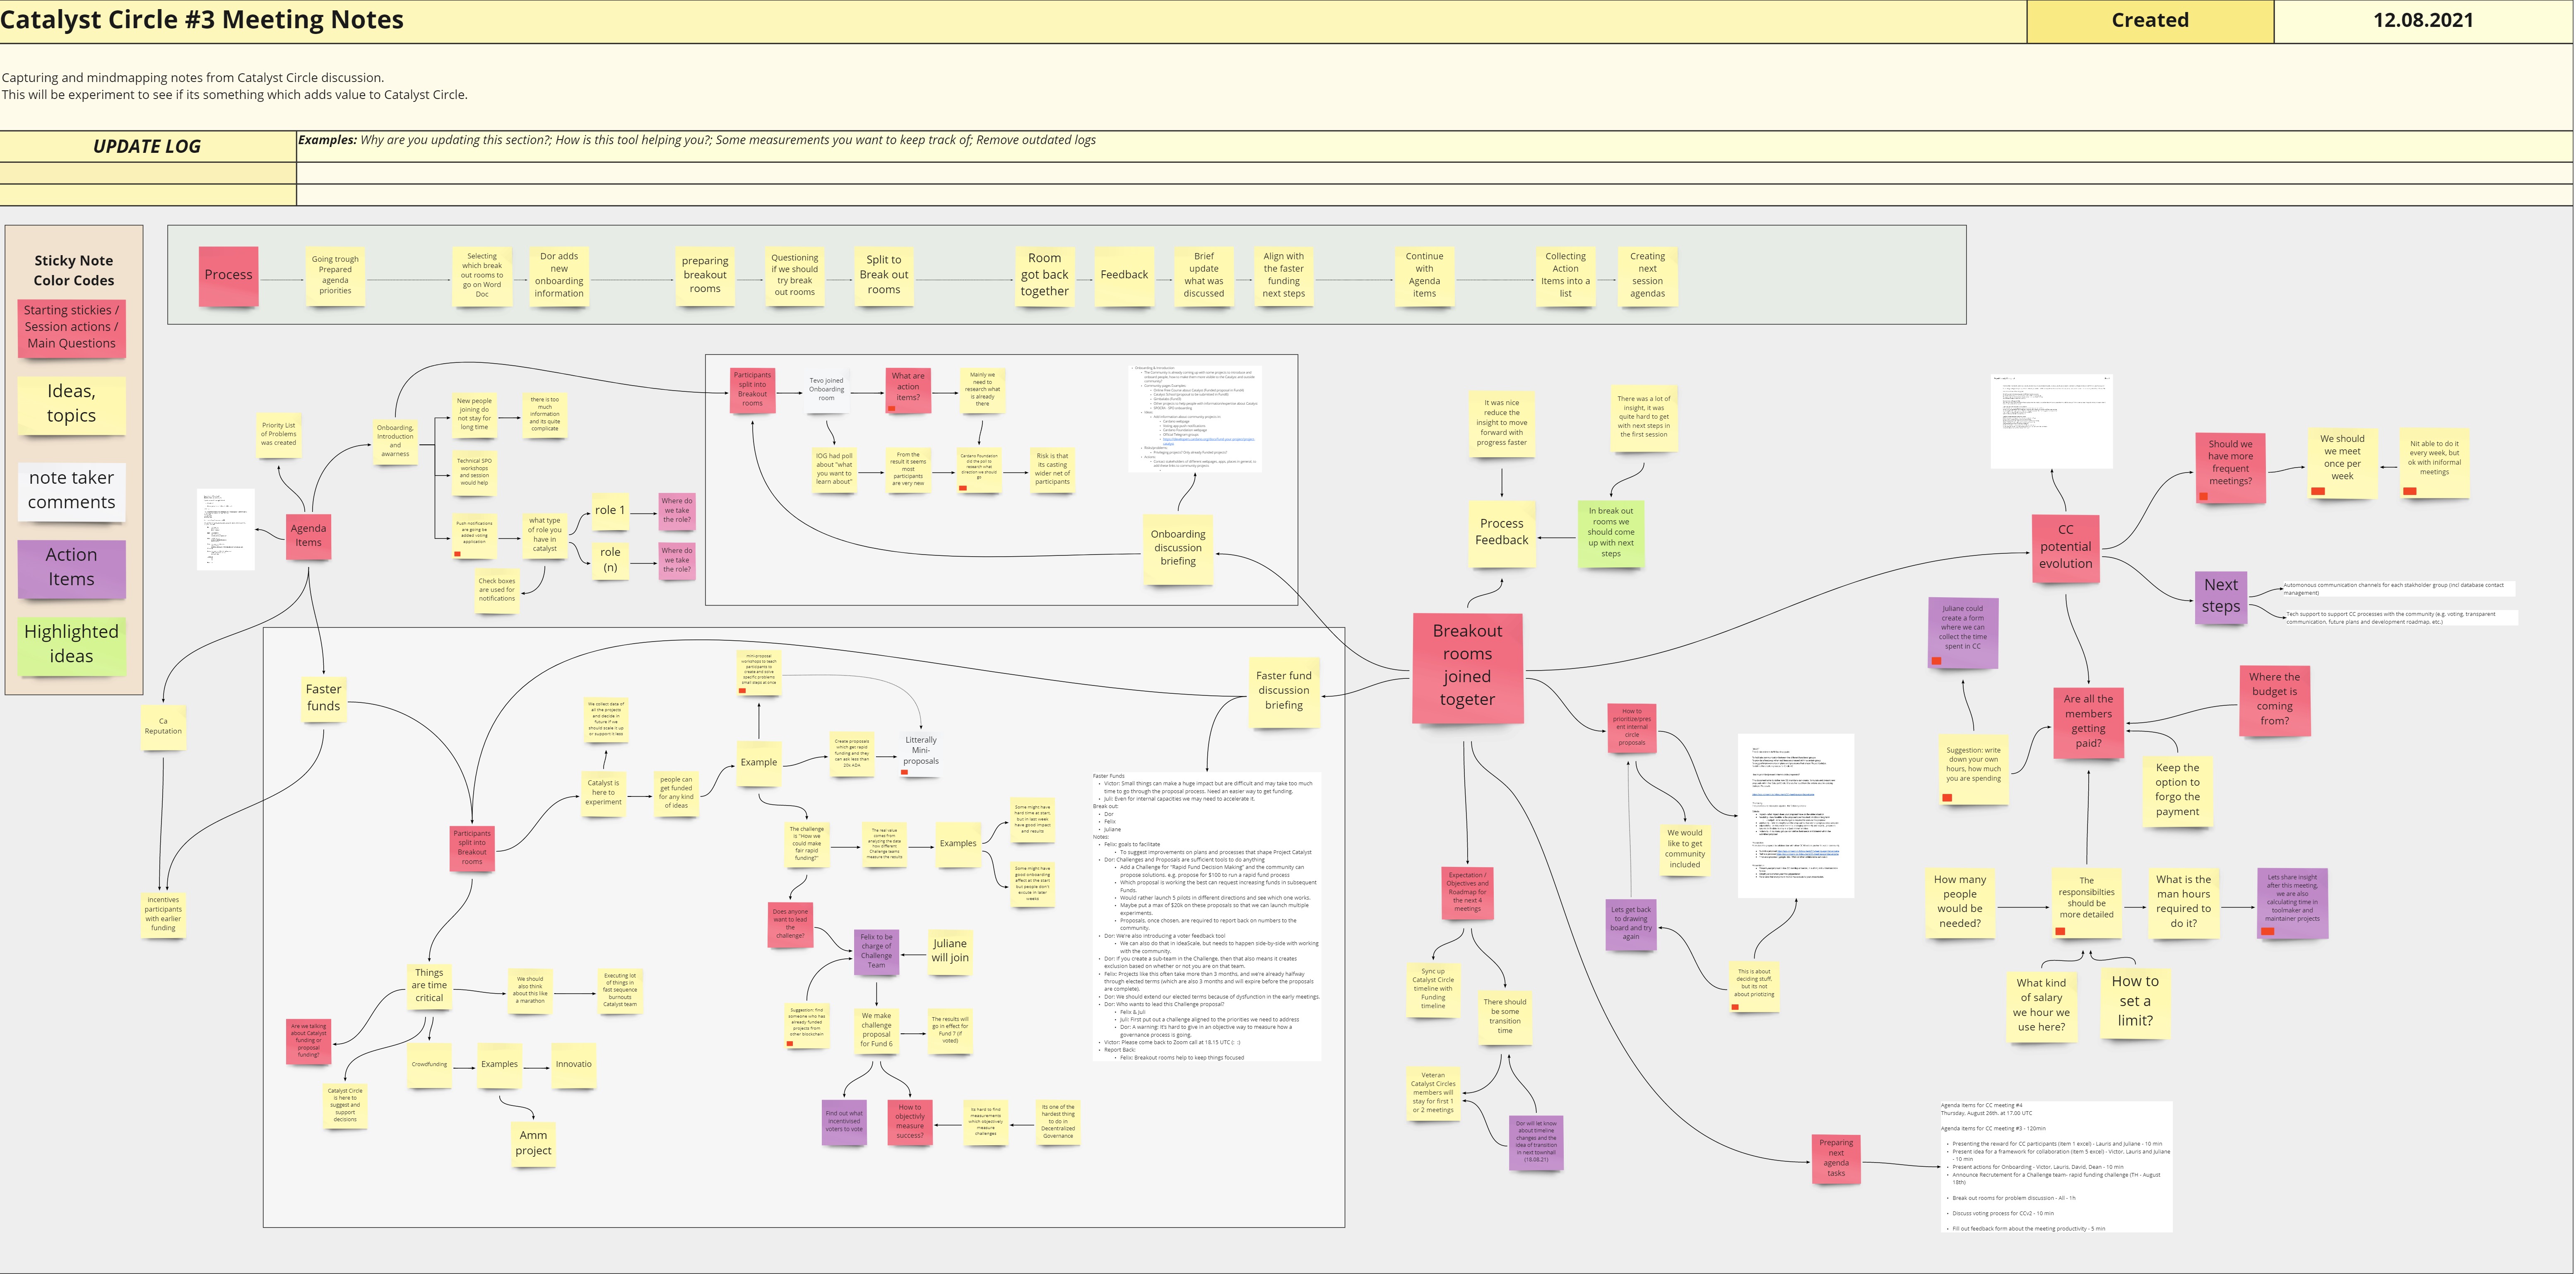 Catalyst Circle #3 Meeting Notes
Created
12.08.2021
Capturing and mindmapping notes from Catalyst Circle discussion.
This will be experiment to see if its something which adds value to Catalyst Circle.
UPDATE LOG
Examples: Why are you updating this section?; How is this tool helping you?; Some measurements you want to keep track of; Remove outdated logs
Sticky Note
Color Codes
Starting stickies /
Session actions /
Main Questions
Ideas,
topics
note taker
comments
Action
Items
Highlighted
ideas
Process
Going trough
Prepared
agenda
priorities
Selecting
which break
out rooms to
go on Word
Doc
Dor adds
new
onboarding
information
preparing
breakout
rooms
Questioning
if we should
try break
out rooms
Split to
Break out
rooms
Room
got back
together
Feedback
Brief
update
what was
discussed
Align with
the faster
funding
next steps
Continue
with
Agenda
items
Collecting
Action
Items into a
list
Creating
next
session
agendas
Priority List
of Problems
was created
Agenda
Items
Onboarding,
Introduction
and
awarness
New people
joining do
not stay for
long time
there is too
much
information
and its quite
complicate
Technical SPO
workshops
and session
would help
Push notifications
are going be
added voting
application
what type
of role you
have in
catalyst
role 1
role
(n)
Where do
we take
the role?
Where do
we take
the role?
Check boxes
are used for
notifications
Participants
split into
Breakout
rooms
Tevo joined
Onboarding
room
What are
action
items?
Mainly we
need to
research what
is already
there
IOG had poll
about "what
you want to
learn about"
From the
result it seems
most
participants
are very new
Cardano Foundation
did the poll to
research what
direction we should
go
Risk is that
its casting
wider net of
participants
Onboarding
discussion
briefing
It was nice
reduce the
insight to
move forward
with
progress faster
There was a lot
of insight, it was
quite hard to get
with next steps in
the first session
Process
Feedback
In break out
rooms we
should come
up with next
steps
Breakout
rooms
joined
togeter
CC
potential
evolution
Should we
have more
frequent
meetings?
We should
we meet
once per
week
Nit able to do it
every week, but
ok with iniformal
meetings
Next
steps
Autonomous communication channels for each stakholder group (incl database contact
management)
Tech support to support CC processes with the community (e.g. voting, transparent
communication, future plans and development roadmap, etc.)
Juliane could
create a form
where we can
collect the time
spent in CC
Are all the
members
getting
paid?
Where the
budget is
coming
from?
Suggestion: write
down your own
hours, how much
you are spending
Keep the
option to
forgo the
payment
How many
people
would be
needed?
The
responsibilties
should be
more detailed
What is the
man hours
required to
do it?
Lets share insight
after this meeting,
we are also
calculating time in
toolmaker and
maintainer projects
What kind
of salary
we hour we
use here?
How to
set a
limit?
How to
prioritize/pres
ent internal
circle
proposals
We would
like to get
community
included
Lets get back
to drawing
board and try
again
This is about
deciding stuff,
but its not
about priotizing
Expectation /
Objectives and
Roadmap for
the next 4
meetings
Sync up
Catalyst Circle
timeline with
Funding
timeline
There should
be some
transition
time
Veteran
Catalyst Circles
members will
stay for first 1
or 2 meetings
Dor will let know
about timeline
changes and the
idea of transition
in next townhall
(18.08.21)
Preparing
next
agenda
tasks
Agenda items for CC meeting #4
Thursday, August 26th. at 17.00 UTC
Agenda items for CC meeting #3 - 120min
Presenting the reward for CC participants (item 1 excel) - Lauris and Juliane - 10 min
Present idea for a framework for collaboration (item 5 excel) - Victor, Lauris and Juliane
- 10 min
Present actions for Onboarding - Victor, Lauris, David, Dean - 10 min
Announce Recrutement for a Challenge team- rapid funding challenge (TH - August
18th)
Break out rooms for problem discussion - All - 1h
Discuss voting process for CCv2 - 10 min
Fill out feedback form about the meeting productivity - 5 min
Ca
Reputation
Faster
funds
Incentives
participants
with earlier
funding
Participants
split into
Breakout
rooms
We collect data of
all the projects
and decide in
future if we
should scale it up
or support it less
Catalyst is
here to
experiment
people can
get funded
for any kind
of ideas
mini-proposal
workshops to teach
participants to
create and solve
specific problems
small steps at once
Example
Create proposals
which get rapid
funding and they
can ask less than
20k ADA
Litterally
Mini-
proposals
The challenge
is "How we
could make
fair rapid
funding?"
The real value
comes from
analyzing the data
how different
Challenge teams
measure the results
Examples
Some might have
hard time at start,
but in last week
have good impact
and results
Some might have
good onboarding
effect at the start
but people don't
excute in later
weeks
Does anyone
want to lead
the
challenge?
Felix to be
charge of
Challenge
Team
Juliane
will join
Suggestion: find
someone who has
already funded
projects from
other blockchain
We make
challenge
proposal
for Fund 6
The results will
go in effect for
Fund 7 (if
voted)
Find out what
incentivised
voters to vote
How to
objectivly
measure
success?
Its hard to find
measurements
which objectively
measure
challenges
Its one of the
hardest thing
to do in
Decentralized
Governance
Things
are time
critical
We should
also think
about this like
a marathon
Executing lot
of things in
fast sequence
burnouts
Catalyst team
Are we talking
about Catalyst
funding or
proposal
funding?
Catalyst Circle
is here to
suggest and
support
decisions
Crowdfunding
Examples
Innovatio
Amm
project
Faster fund
discussion
briefing
Faster Funds
Victor: Small things can make a huge impact but are difficult and may take too much
time to go through the proposal process. Need an easier way to get funding.
Juli: Even for internal capacities we may need to accelerate it.
Break out:
Dor
Felix
Juliane
Notes:
Felix: goals to facilitate
To suggest improvements on plans and processes that shape Project Catalyst
Dor: Challenges and Proposals are sufficient tools to do anything
Add a Challenge for "Rapid Fund Decision Making" and the community can
propose solutions. e.g. propose for $100 to run a rapid fund process
Which proposal is working the best can request increasing funds in subsequent
Funds.
Would rather launch 5 pilots in different directions and see which one works.
Maybe put a max of $20k on these proposals so that we can launch multiple
experiments.
Proposals, once chosen, are required to report back on numbers to the
community.
Dor: We're also introducing a voter feedback tool
We can also do that in IdeaScale, but needs to happen side-by-side with working
with the community.
Dor: If you create a sub-team in the Challenge, then that also means it creates
exclusion based on whether or not you are on that team.
Felix: Projects like this often take more than 3 months, and we're already halfway
through elected terms (which are also 3 months and will expire before the proposals
are complete).
Dor: We should extend our elected terms because of dysfunction in the early meetings.
Dor: Who wants to lead this Challenge proposal?
Felix & Juli
Juli: First put out a challenge aligned to the priorities we need to address
Dor: A warning: It's hard to give in an objective way to measure how a
governance process is going.
Victor: Please come back to Zoom call at 18.15 UTC (: :)
Report Back:
Felix: Breakout rooms help to keep things focused